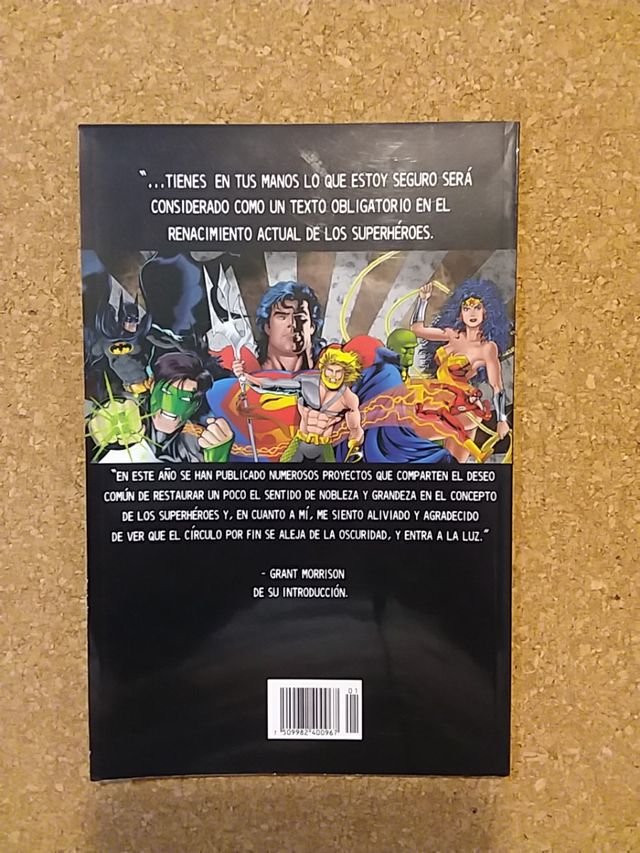 "...TIENES EN TUS MANOS LO QUE ESTOY SEGURO SERÁ
CONSIDERADO COMO UN TEXTO OBLIGATORIO EN EL
RENACIMIENTO ACTUAL DE LOS SUPERHÉROES.
"EN ESTE AÑO SE HAN PUBLICADO NUMEROSOS PROYECTOS QUE COMPARTEN EL DESEO
COMÚN DE RESTAURAR UN POCO EL SENTIDO DE NOBLEZA Y GRANDEZA EN EL CONCEPTO
DE LOS SUPERHÉROES Y, EN CUANTO A MÍ, ME SIENTO ALIVIADO Y AGRADECIDO
DE VER QUE EL CÍRCULO POR FIN SE ALEJA DE LA OSCURIDAD, Y ENTRA A LA LUZ."
- GRANT MORRISON
DE SU INTRODUCCIÓN.
01
7 509982 400967